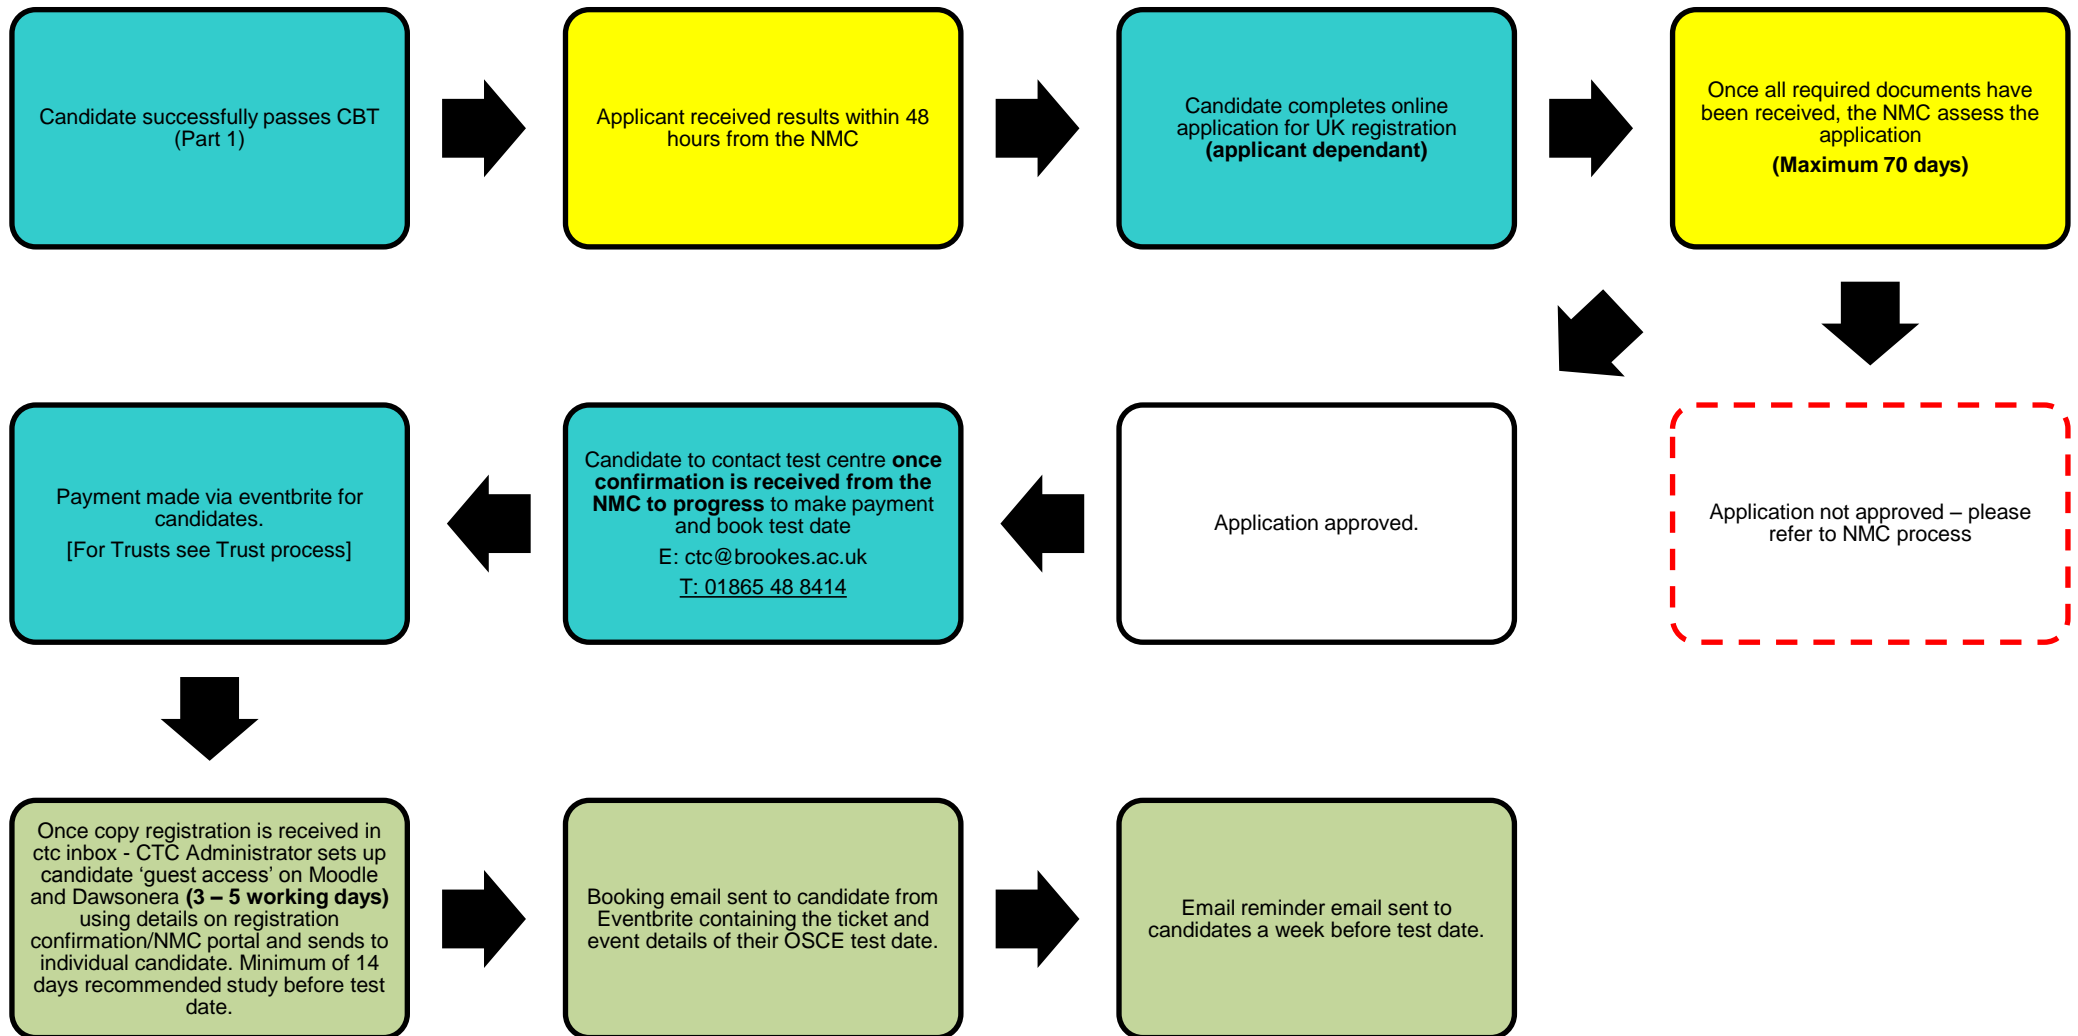 Candidate successfully passes CBT
(Part 1)
Applicant received results within 48
hours from the NMC
Candidate completes online
application for UK registration
(applicant dependant)
Once all required documents have
been received, the NMC assess the
application
(Maximum 70 days)
Payment made via eventbrite for
candidates.
[For Trusts see Trust process]
Candidate to contact test centre once
confirmation is received from the
NMC to progress to make payment
and book test date
E: ctc@brookes.ac.uk
T: 01865 48 8414
Application approved.
Application not approved – please
refer to NMC process
Once copy registration is received in
ctc inbox - CTC Administrator sets up
candidate ‘guest access’ on Moodle
and Dawsonera (3 – 5 working days)
using details on registration
confirmation/NMC portal and sends to
individual candidate. Minimum of 14
days recommended study before test
date.
Booking email sent to candidate from
Eventbrite containing the ticket and
event details of their OSCE test date.
Email reminder email sent to
candidates a week before test date.